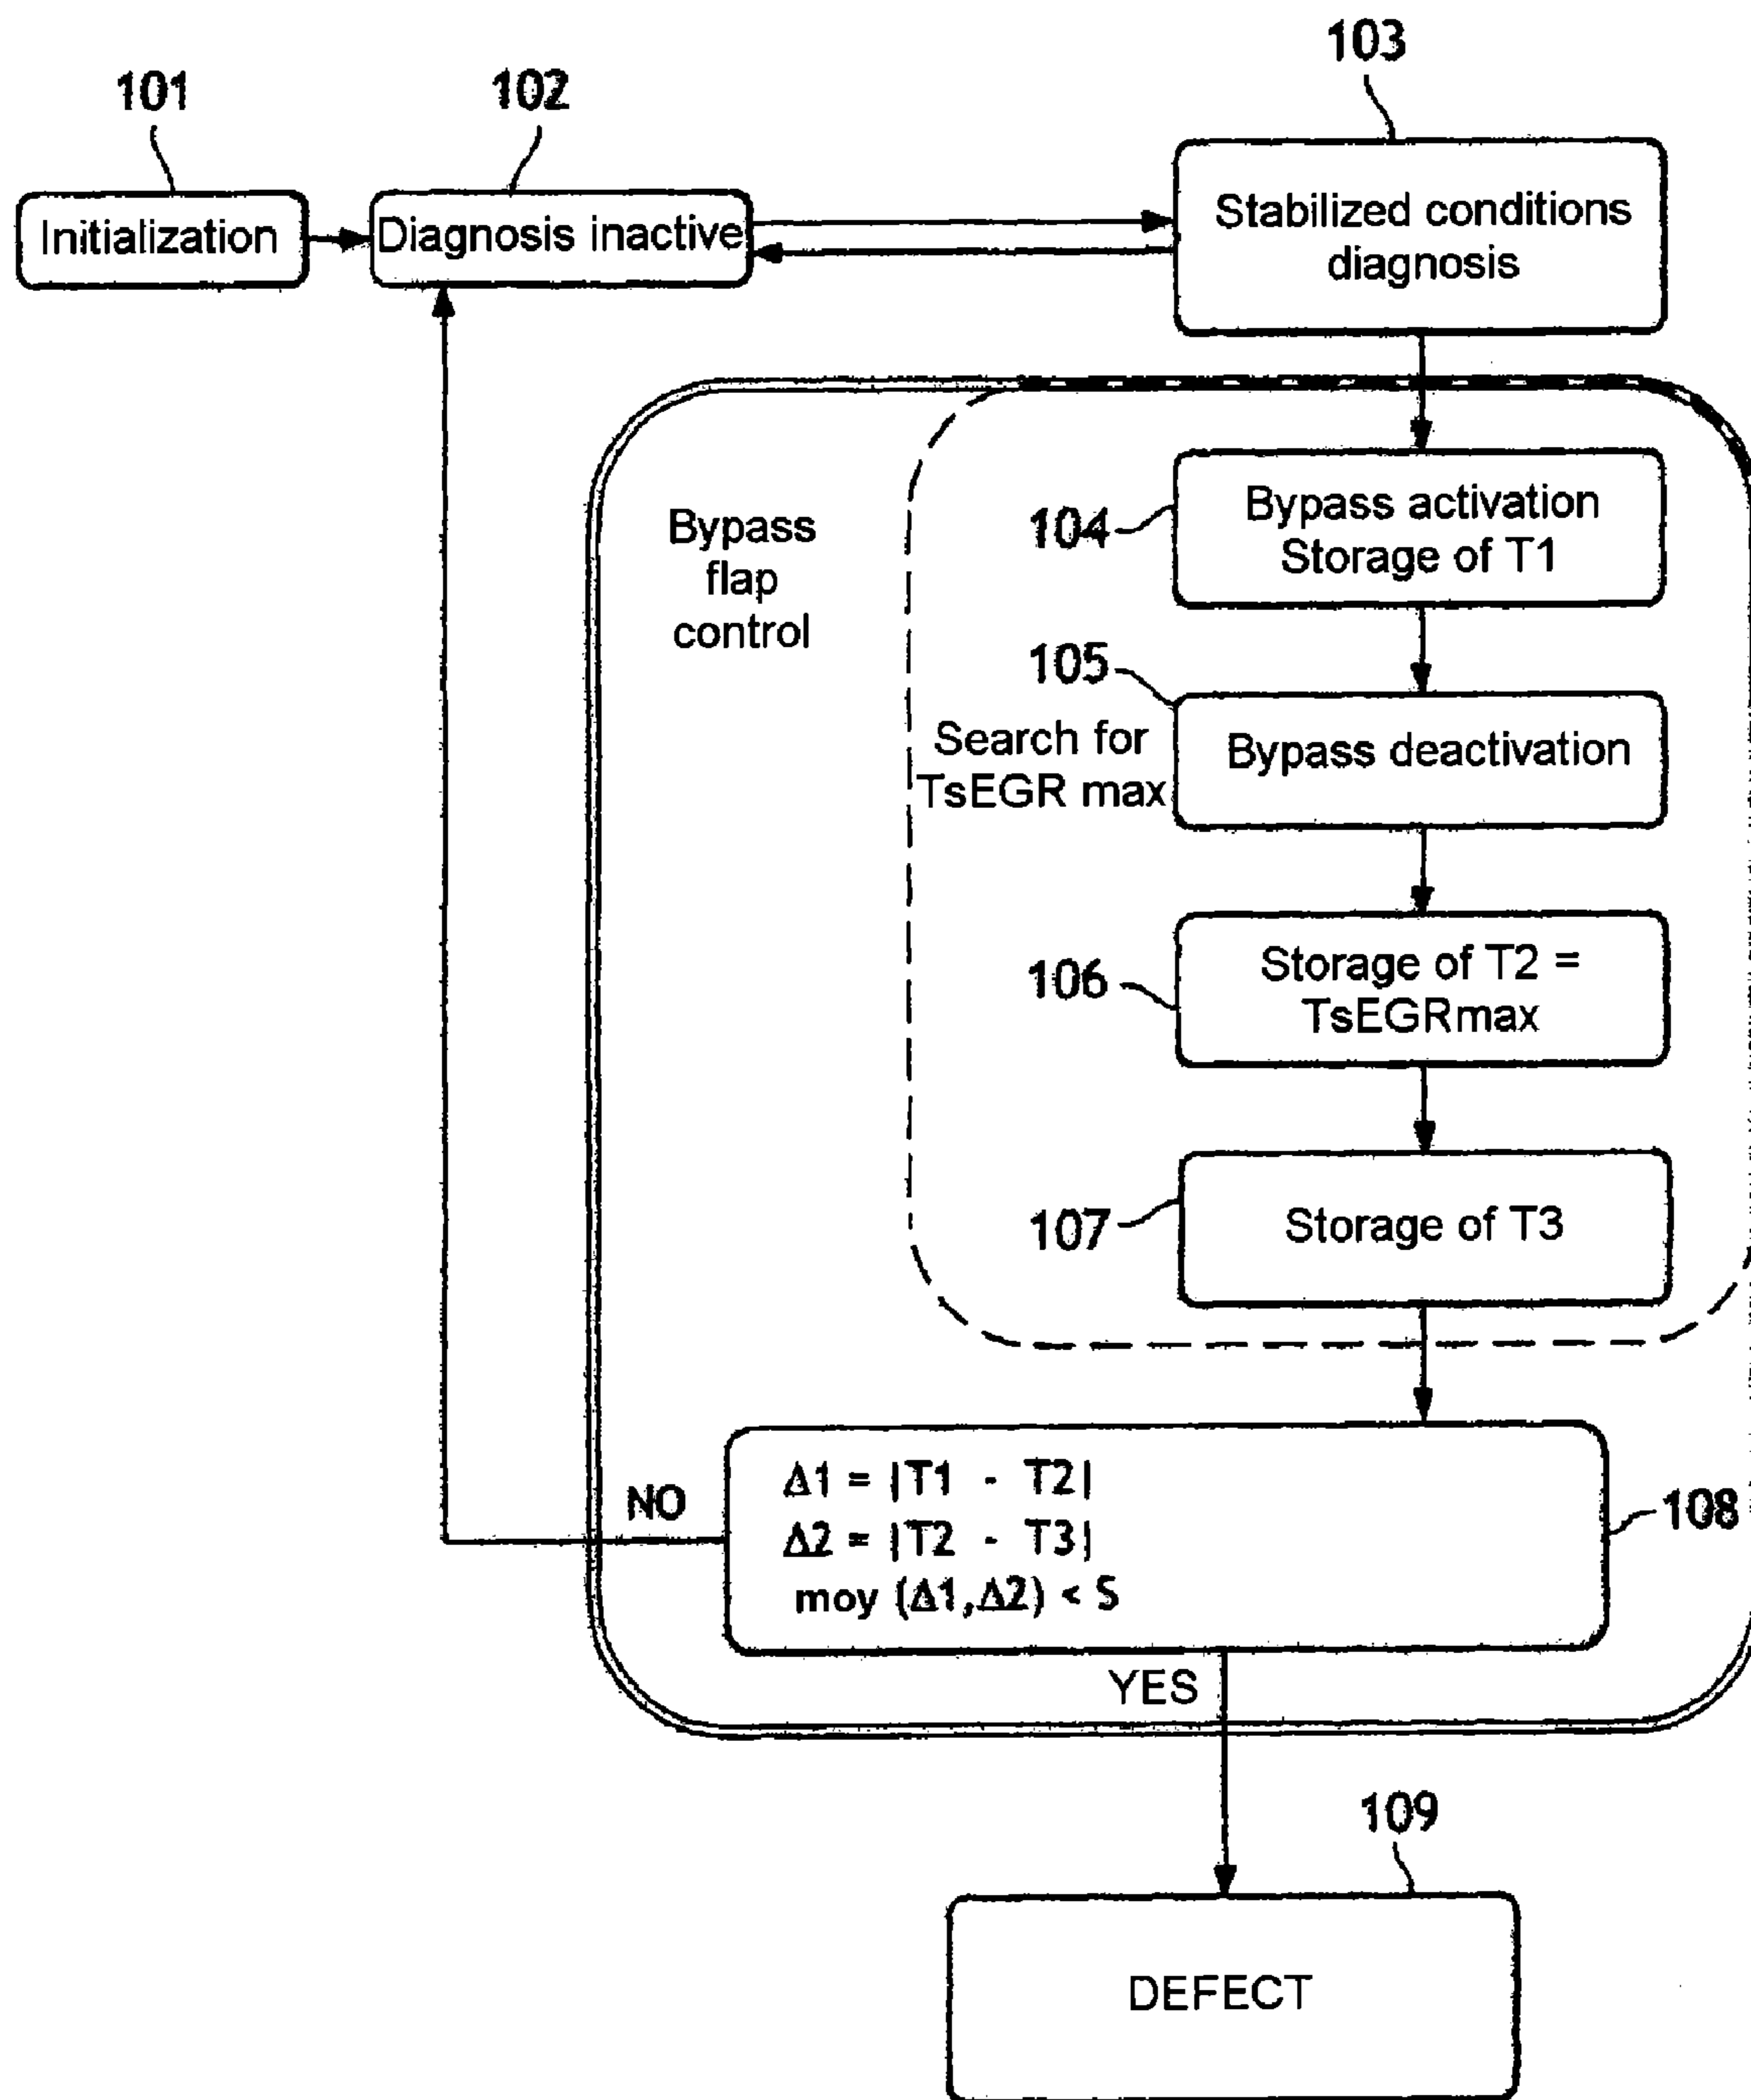 103
101
102
Initialization
Diagnosis inactive
Stabilized conditions
diagnosis
Bypass
flap
control
104
Bypass activation
Storage of T1
105
Search for
TsEGR max
Bypass deactivation
106
Storage of T2 =
TsEGRmax
107
Storage of T3
NO
Δ1 = |T1 - T2|
Δ2 = |T2 - T3|
moy (Δ1,Δ2) < S
108
YES
109
DEFECT